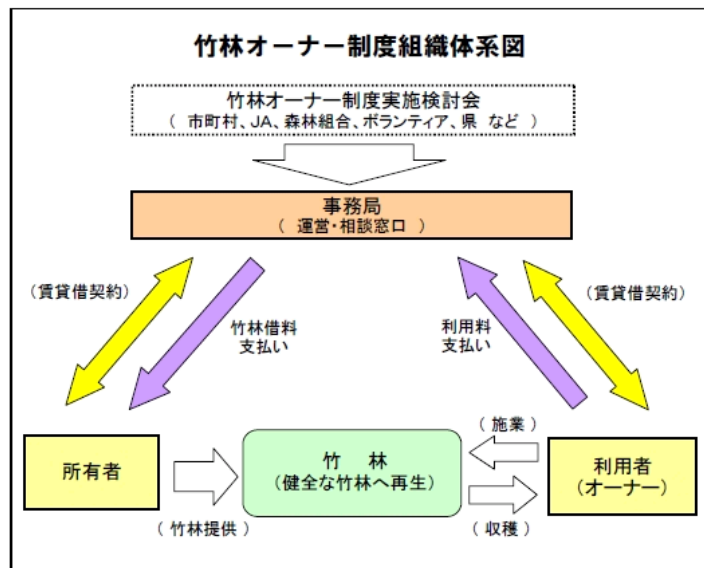 竹林オーナー制度組織体系図
竹林オーナー制度実施検討会
（ 市町村、JA、森林組合、ボランティア、県 など ）
事務局
（ 運営・相談窓口）
（賃貸借契約）
竹林借料
支払い
利用料
支払い
（賃貸借契約）
所有者
（ 竹林提供 ）
竹　林
（健全な竹林へ再生）
（ 施業 ）
（ 収穫 ）
利用者
（オーナー）